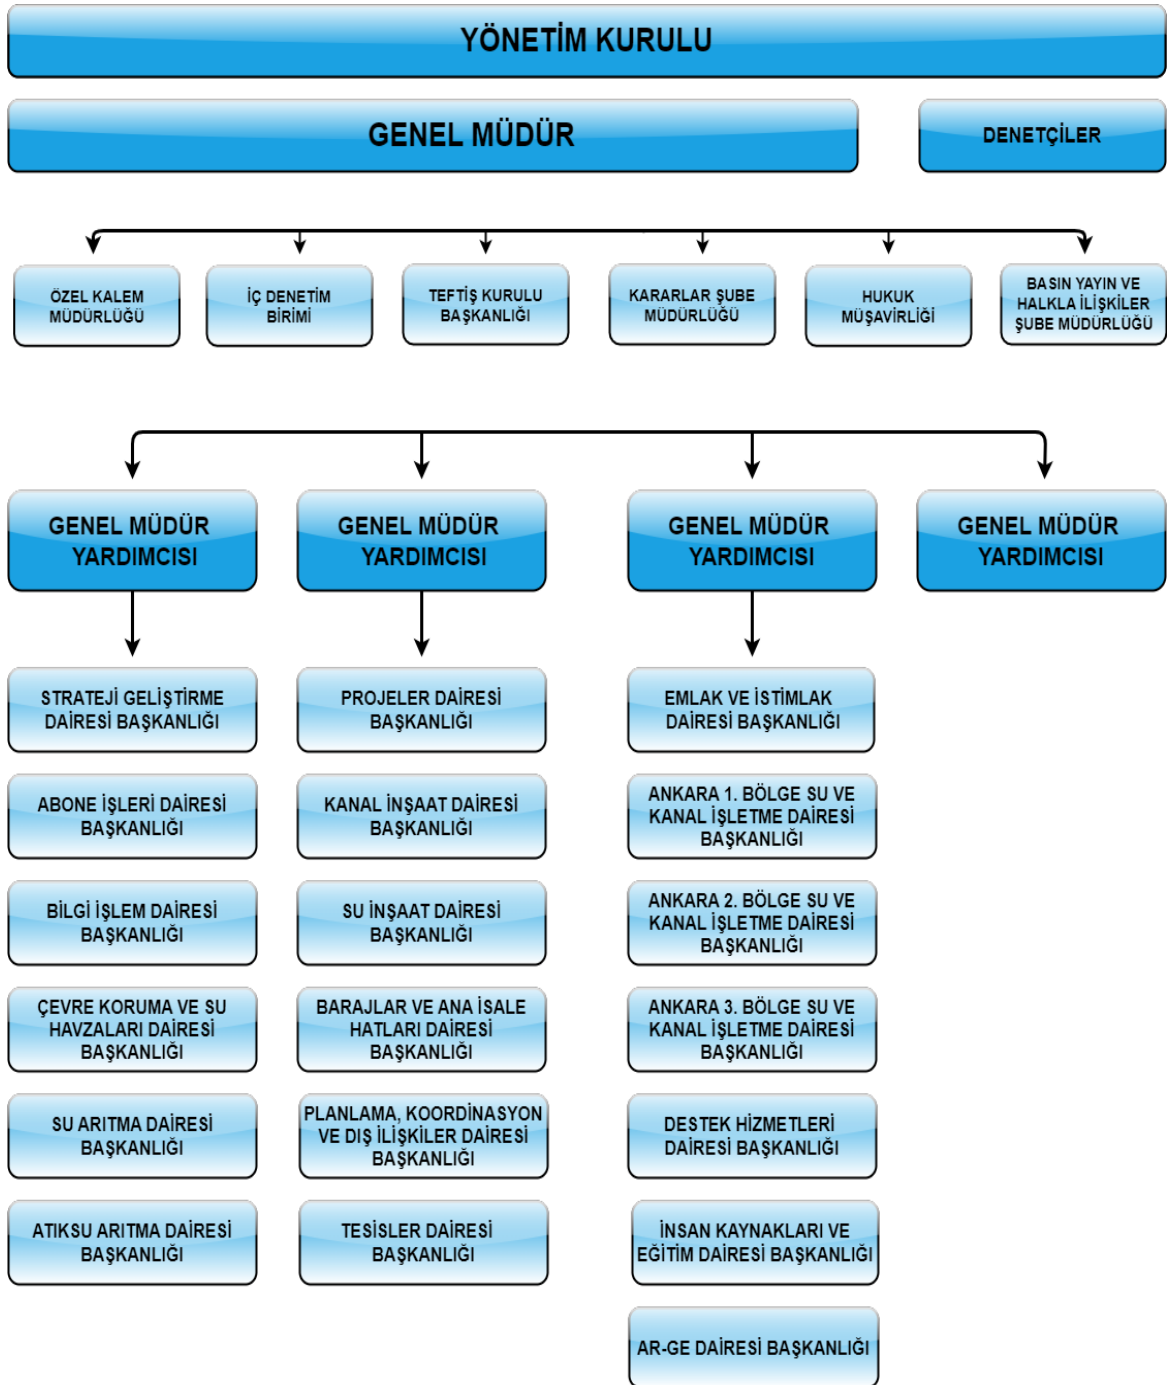 YÖNETİM KURULU
GENEL MÜDÜR
DENETÇİLER
ÖZEL KALEM
MÜDÜRLÜĞÜ
İÇ DENETİM
BİRİMİ
TEFTİŞ KURULU
BAŞKANLIĞI
KARARLAR ŞUBE
MÜDÜRLÜĞÜ
HUKUK
MÜŞAVİRLİĞİ
BASIN YAYIN VE
HALKLA İLİŞKİLER
ŞUBE MÜDÜRLÜĞÜ
GENEL MÜDÜR
YARDIMCISI
GENEL MÜDÜR
YARDIMCISI
GENEL MÜDÜR
YARDIMCISI
GENEL MÜDÜR
YARDIMCISI
STRATEJİ GELİŞTİRME
DAİRESİ BAŞKANLIĞI
PROJELER DAİRESİ
BAŞKANLIĞI
EMLAK VE İSTİMLAK
DAİRESİ BAŞKANLIĞI
ABONE İŞLERİ DAİRESİ
BAŞKANLIĞI
KANAL İNŞAAT DAİRESİ
BAŞKANLIĞI
ANKARA 1. BÖLGE SU VE
KANAL İŞLETME DAİRESİ
BAŞKANLIĞI
BİLGİ İŞLEM DAİRESİ
BAŞKANLIĞI
SU İNŞAAT DAİRESİ
BAŞKANLIĞI
ANKARA 2. BÖLGE SU VE
KANAL İŞLETME DAİRESİ
BAŞKANLIĞI
ÇEVRE KORUMA VE SU
HAVZALARI DAİRESİ
BAŞKANLIĞI
BARAJLAR VE ANA İSALE
HATLARI DAİRESİ
BAŞKANLIĞI
ANKARA 3. BÖLGE SU VE
KANAL İŞLETME DAİRESİ
BAŞKANLIĞI
SU ARITMA DAİRESİ
BAŞKANLIĞI
PLANLAMA, KOORDİNASYON
VE DIŞ İLİŞKİLER DAİRESİ
BAŞKANLIĞI
DESTEK HİZMETLERİ
DAİRESİ BAŞKANLIĞI
ATIKSU ARITMA DAİRESİ
BAŞKANLIĞI
TESİSLER DAİRESİ
BAŞKANLIĞI
İNSAN KAYNAKLARI VE
EĞİTİM DAİRESİ BAŞKANLIĞI
AR-GE DAİRESİ BAŞKANLIĞI